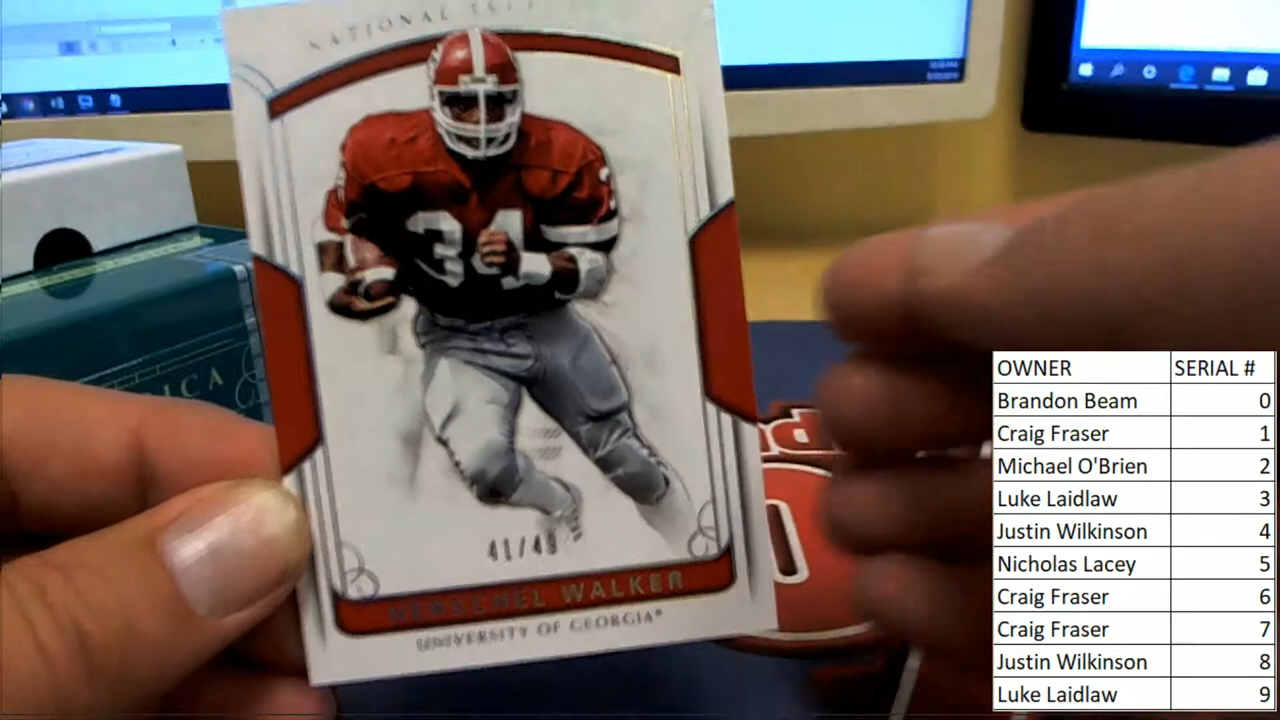 NATIONAL
34
41/49
HERSCHEL WALKER
UNIVERSITY OF GEORGIA
OWNER SERIAL #
Brandon Beam 0
Craig Fraser 1
Michael O'Brien 2
Luke Laidlaw 3
Justin Wilkinson 4
Nicholas Lacey 5
Craig Fraser 6
Craig Fraser 7
Justin Wilkinson 8
Luke Laidlaw 9